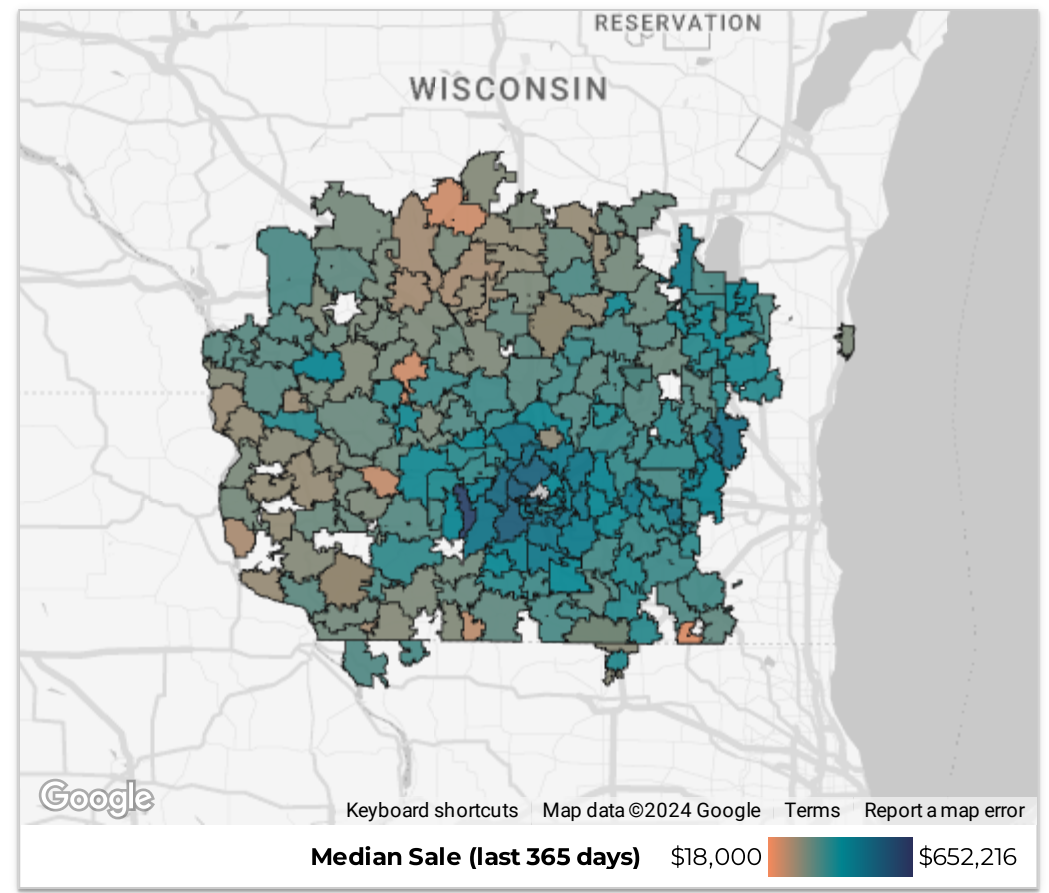 RESERVATION
WISCONSIN
Google
Keyboard shortcuts Map data ©2024 Google Terms Report a map error
Median Sale (last 365 days) $18,000 $652,216